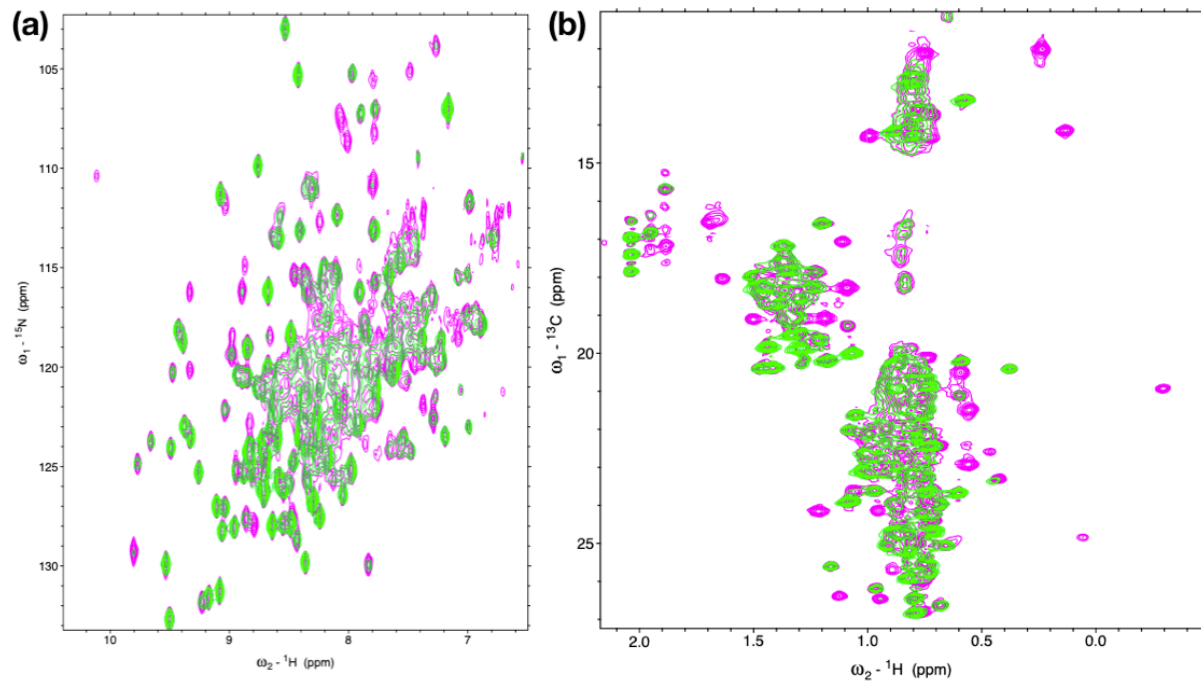 (a)
105
110
115
120
125
130
ω₁ - ¹⁵N (ppm)
10 9 8 7
ω₂ - ¹H (ppm)
(b)
15
20
25
ω₁ - ¹³C (ppm)
2.0 1.5 1.0 0.5 0.0
ω₂ - ¹H (ppm)